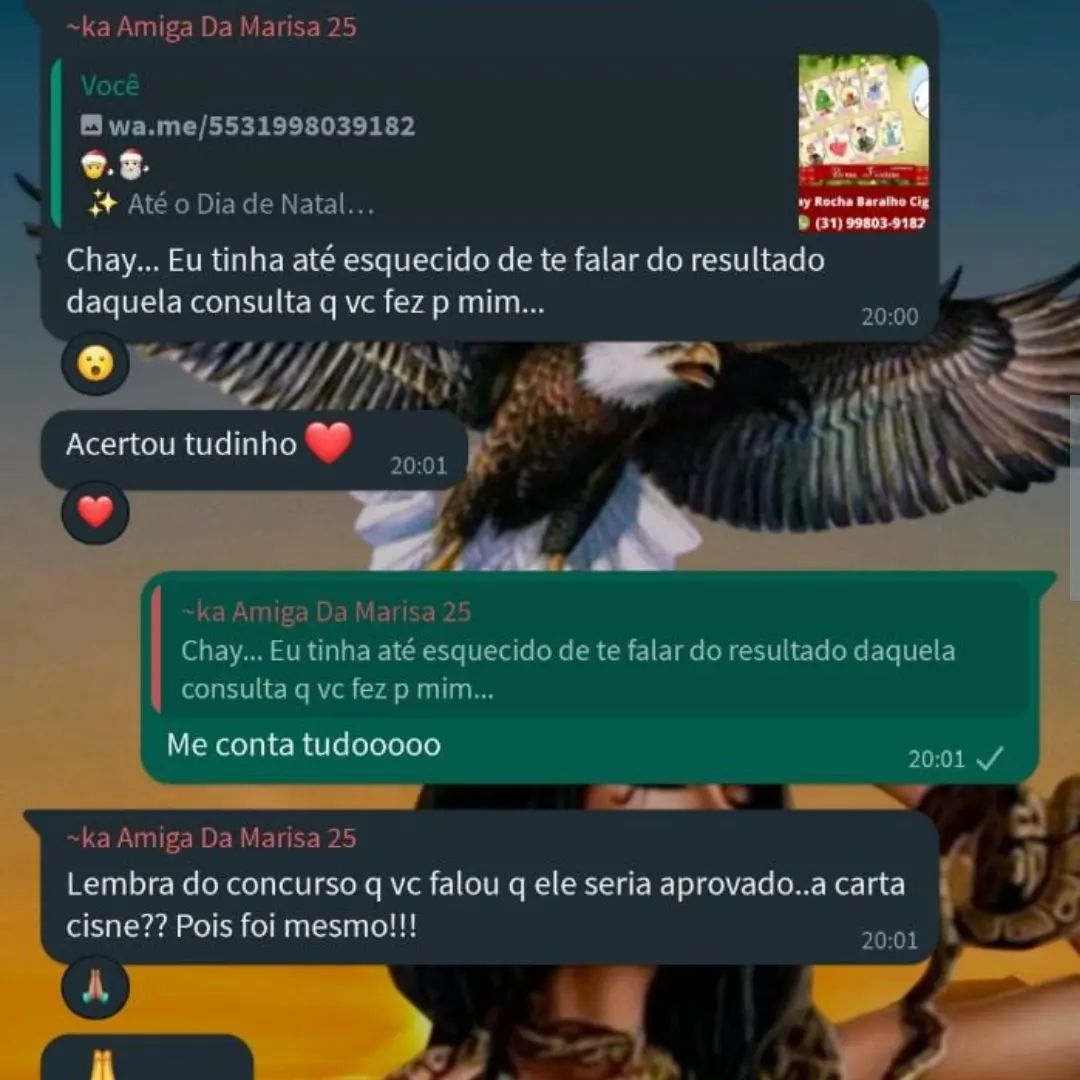 ~ka Amiga Da Marisa 25
Você
wa.me/5531998039182
🤶.🎅.
✨ Até o Dia de Natal...
ay Rocha Baralho Cig
(31) 99803-9182
Chay... Eu tinha até esquecido de te falar do resultado
daquela consulta q vc fez p mim...
20:00
😮
Acertou tudinho ❤️
20:01
❤️
~ka Amiga Da Marisa 25
Chay... Eu tinha até esquecido de te falar do resultado daquela
consulta q vc fez p mim...
Me conta tudooooo
20:01
~ka Amiga Da Marisa 25
Lembra do concurso q vc falou q ele seria aprovado..a carta
cisne?? Pois foi mesmo!!!
20:01
🙏🏽
🙏